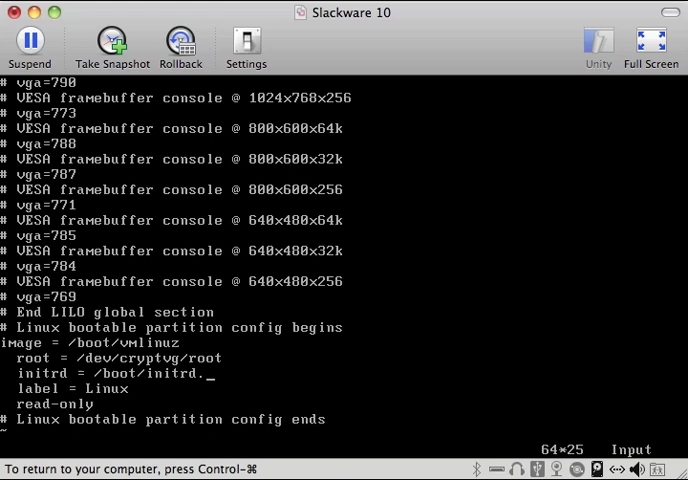 Slackware 10
Suspend
Take Snapshot
Rollback
Settings
Unity
Full Screen
# vga=790
# VESA framebuffer console @ 1024x768x256
# vga=773
# VESA framebuffer console @ 800x600x64k
# vga=788
# VESA framebuffer console @ 800x600x32k
# vga=787
# VESA framebuffer console @ 800x600x256
# vga=771
# VESA framebuffer console @ 640x480x64k
# vga=785
# VESA framebuffer console @ 640x480x32k
# vga=784
# VESA framebuffer console @ 640x480x256
# vga=769
# End LILO global section
# Linux bootable partition config begins
image = /boot/vmlinuz
root = /dev/cryptvg/root
initrd = /boot/initrd._
label = Linux
read-only
# Linux bootable partition config ends
~
64*25 Input
To return to your computer, press Control-⌘